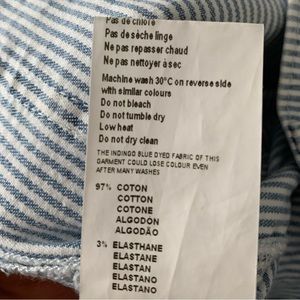 Pas de chlore
Pas de sèche linge
Ne pas repasser chaud
Ne pas nettoyer à sec
Machine wash 30°C on reverse side
with similar colours
Do not bleach
Do not tumble dry
Low heat
Do not dry clean
THE INDINGO BLUE DYED FABRIC OF THIS
GARMENT COULD LOSE COLOUR EVEN
AFTER MANY WASHES
97% COTON
COTTON
COTONE
ALGODON
ALGODÃO
3% ELASTHANE
ELASTANE
ELASTAN
ELASTANO
ELASTANO